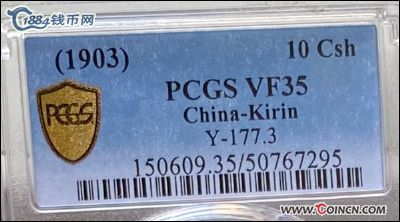 1884钱币网
(1903) 10 Csh
PCGS VF35
China-Kirin
PCGS
Y-177.3
150609.35/50767295
www.COINCN.COM